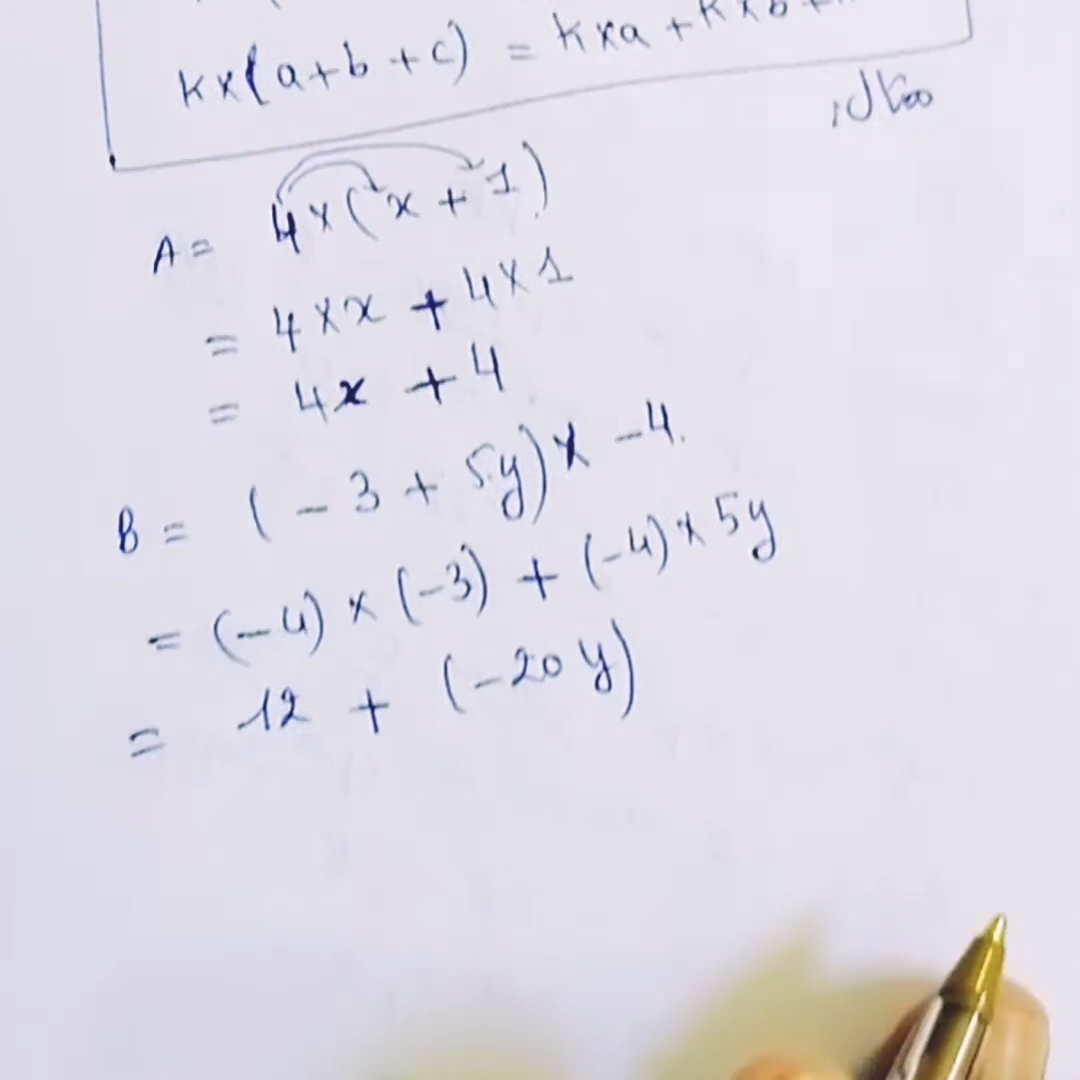 k×(a+b+c) = k×a + k×b +
A = 4×(x + 1)
= 4×x + 4×1
= 4x + 4
B = (-3 + 5y)× -4.
= (-4) × (-3) + (-4) × 5y
= 12 + (-20y)